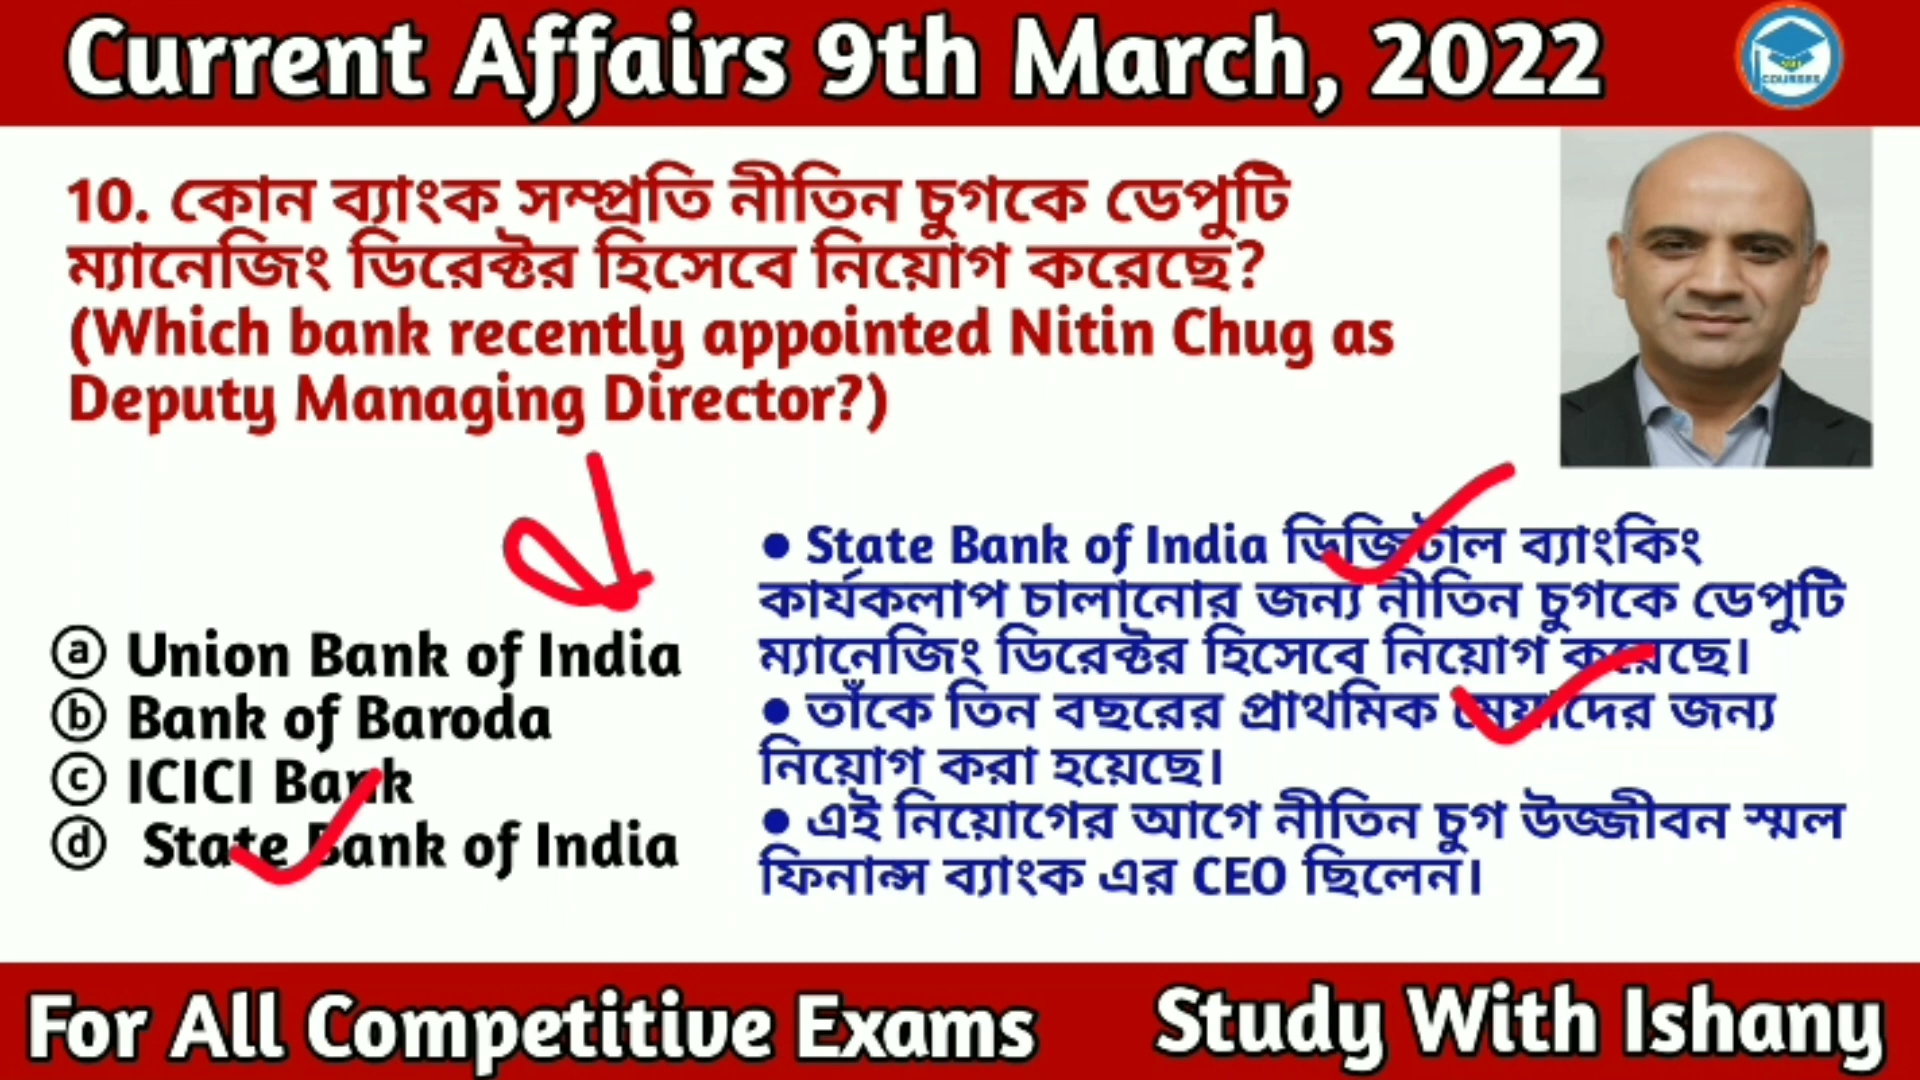 Current Affairs 9th March, 2022
COURSES
10. কোন ব্যাংক সম্প্রতি নীতিন চুগকে ডেপুটি
ম্যানেজিং ডিরেক্টর হিসেবে নিয়োগ করেছে?
(Which bank recently appointed Nitin Chug as
Deputy Managing Director?)
ⓐ Union Bank of India
ⓑ Bank of Baroda
ⓒ ICICI Bank
ⓓ State Bank of India
● State Bank of India ডিজিটাল ব্যাংকিং
কার্যকলাপ চালানোর জন্য নীতিন চুগকে ডেপুটি
ম্যানেজিং ডিরেক্টর হিসেবে নিয়োগ করেছে।
● তাঁকে তিন বছরের প্রাথমিক মেয়াদের জন্য
নিয়োগ করা হয়েছে।
● এই নিয়োগের আগে নীতিন চুগ উজ্জীবন স্মল
ফিনান্স ব্যাংক এর CEO ছিলেন।
For All Competitive Exams
Study With Ishany